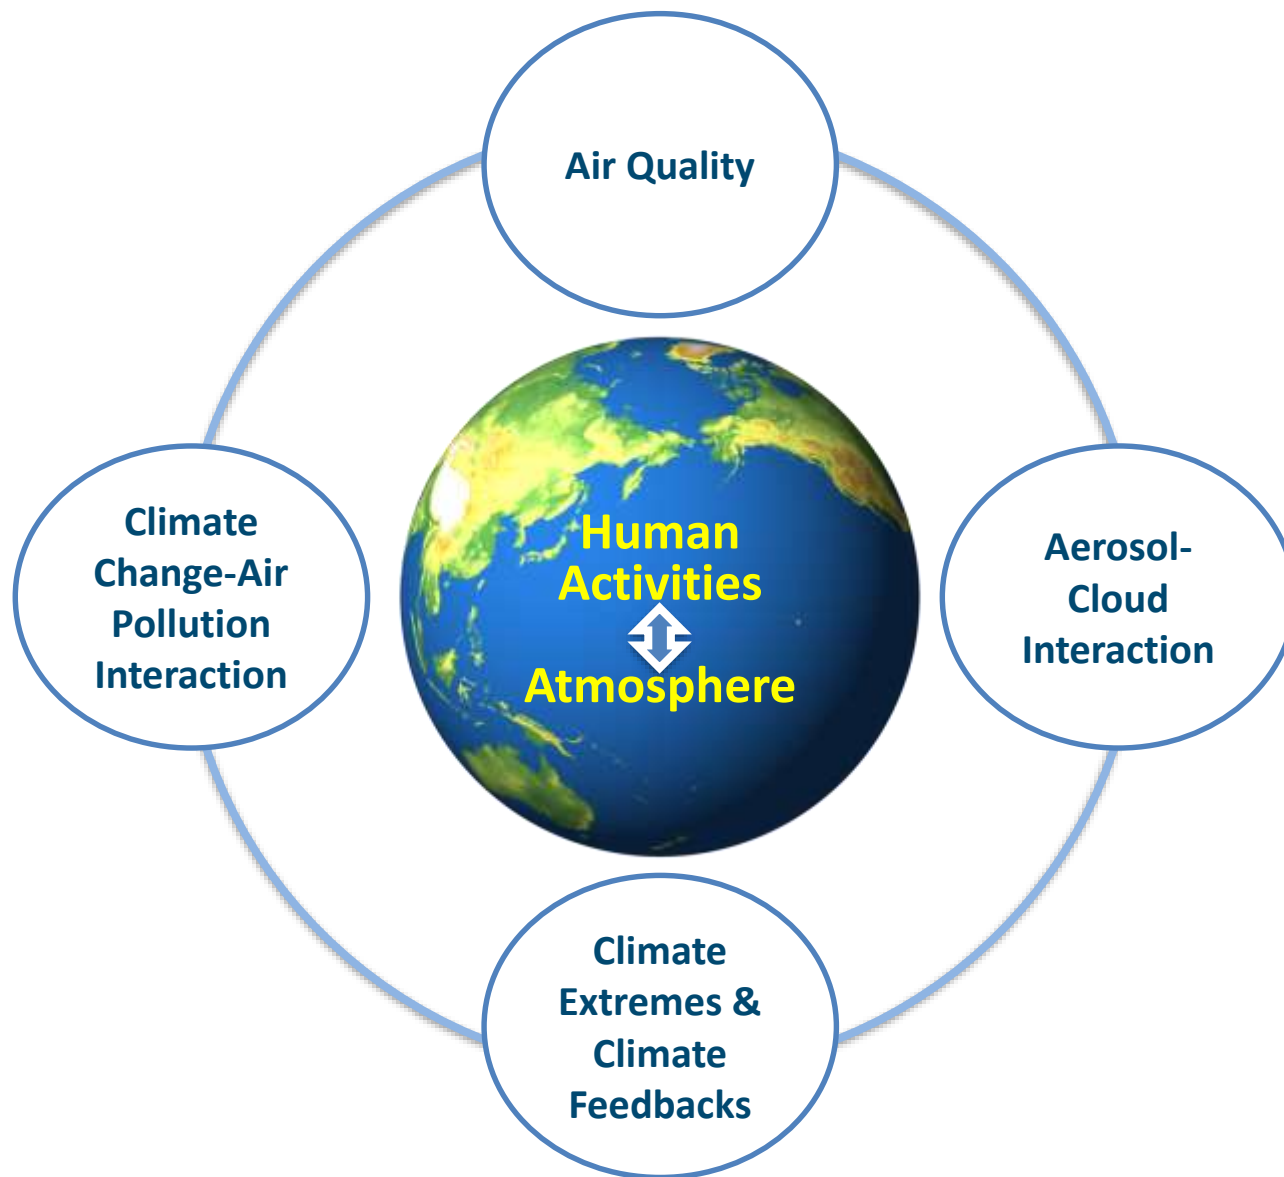 Air Quality
Climate
Change-Air
Pollution
Interaction
Human
Activities
Atmosphere
Aerosol-
Cloud
Interaction
Climate
Extremes &
Climate
Feedbacks